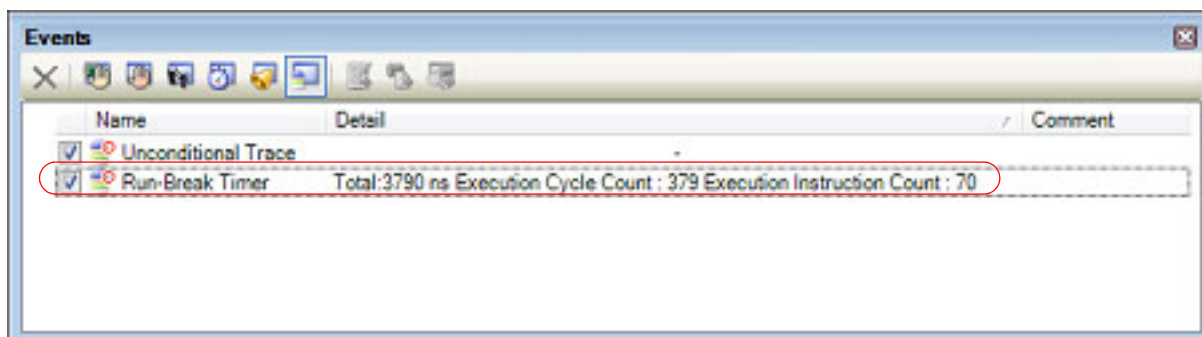 Events
Name Detail Comment
Unconditional Trace -
Run-Break Timer Total:3790 ns Execution Cycle Count : 379 Execution Instruction Count : 70